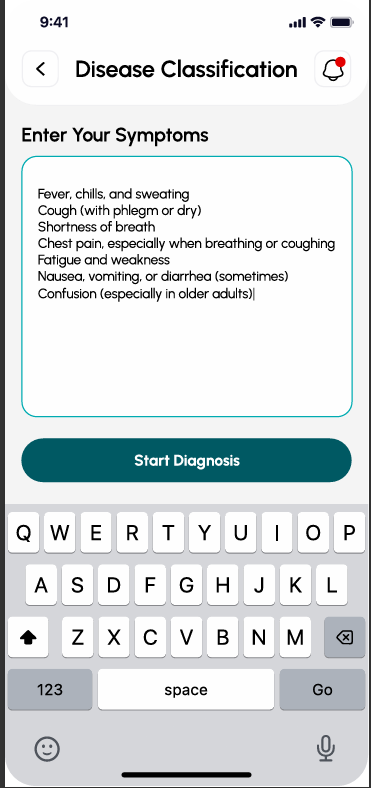 9:41
Disease Classification
Enter Your Symptoms
Fever, chills, and sweating
Cough (with phlegm or dry)
Shortness of breath
Chest pain, especially when breathing or coughing
Fatigue and weakness
Nausea, vomiting, or diarrhea (sometimes)
Confusion (especially in older adults)
Start Diagnosis
Q W E R T Y U I O P
A S D F G H J K L
Z X C V B N M
123 space Go